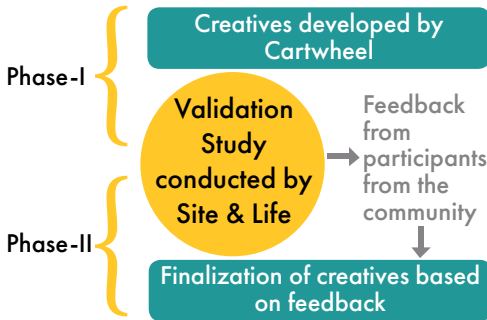 Creatives developed by
Cartwheel
Phase-I
Validation
Study
conducted by
Site & Life
Feedback
from
participants
from the
community
Phase-II
Finalization of creatives based
on feedback